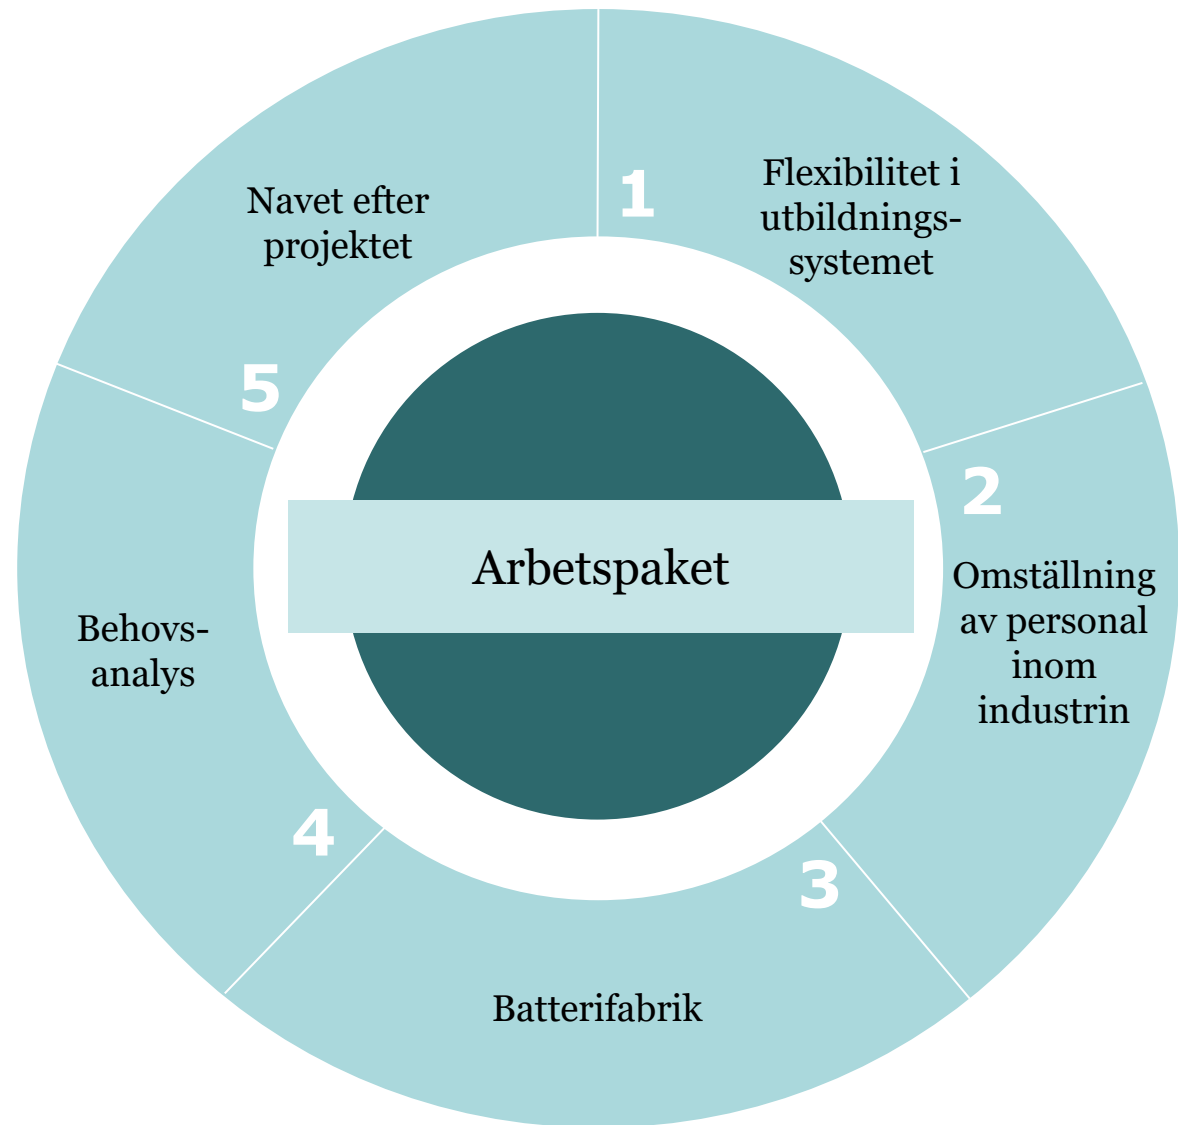 1
Flexibilitet i
utbildnings-
systemet
2
Omställning
av personal
inom
industrin
3
Batterifabrik
4
Behovs-
analys
5
Navet efter
projektet
Arbetspaket